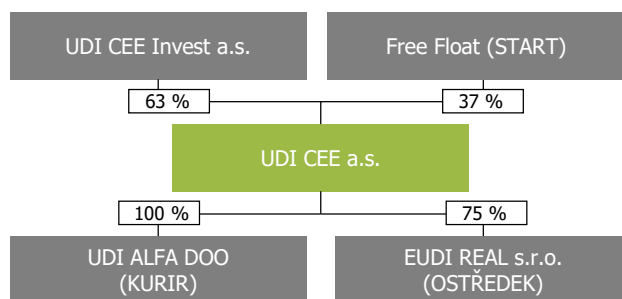 UDI CEE Invest a.s.
Free Float (START)
63 %
37 %
UDI CEE a.s.
100 %
75 %
UDI ALFA DOO
(KURIR)
EUDI REAL s.r.o.
(OSTŘEDEK)